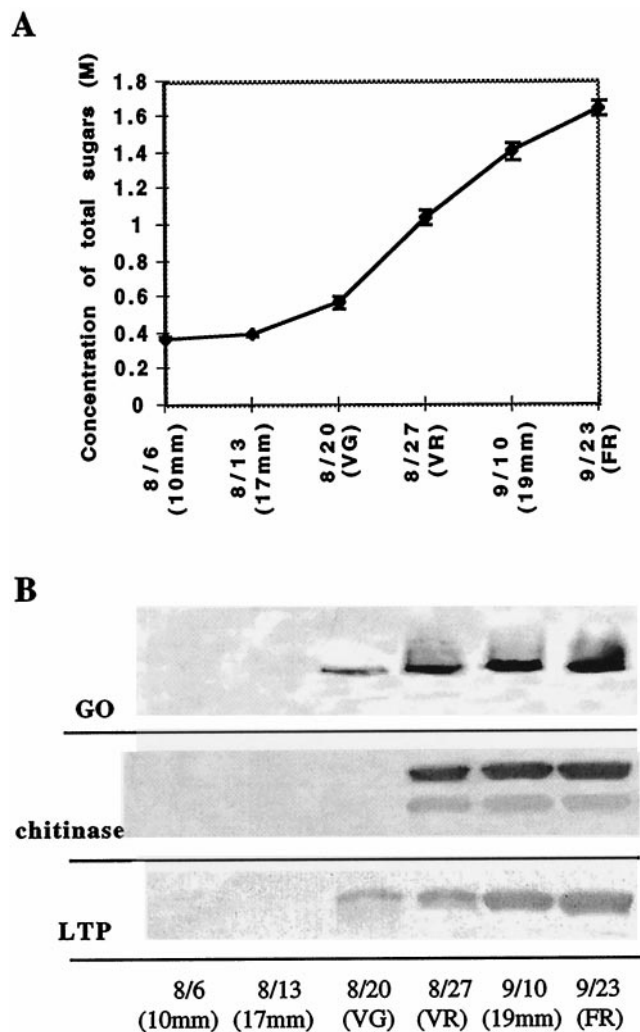 A
Concentration of total sugars (M)
1.8
1.6
1.4
1.2
1
0.8
0.6
0.4
0.2
0
8/6
(10mm)
8/13
(17mm)
8/20
(VG)
8/27
(VR)
9/10
(19mm)
9/23
(FR)
B
GO
chitinase
LTP
8/6 8/13 8/20 8/27 9/10 9/23
(10mm) (17mm) (VG) (VR) (19mm) (FR)